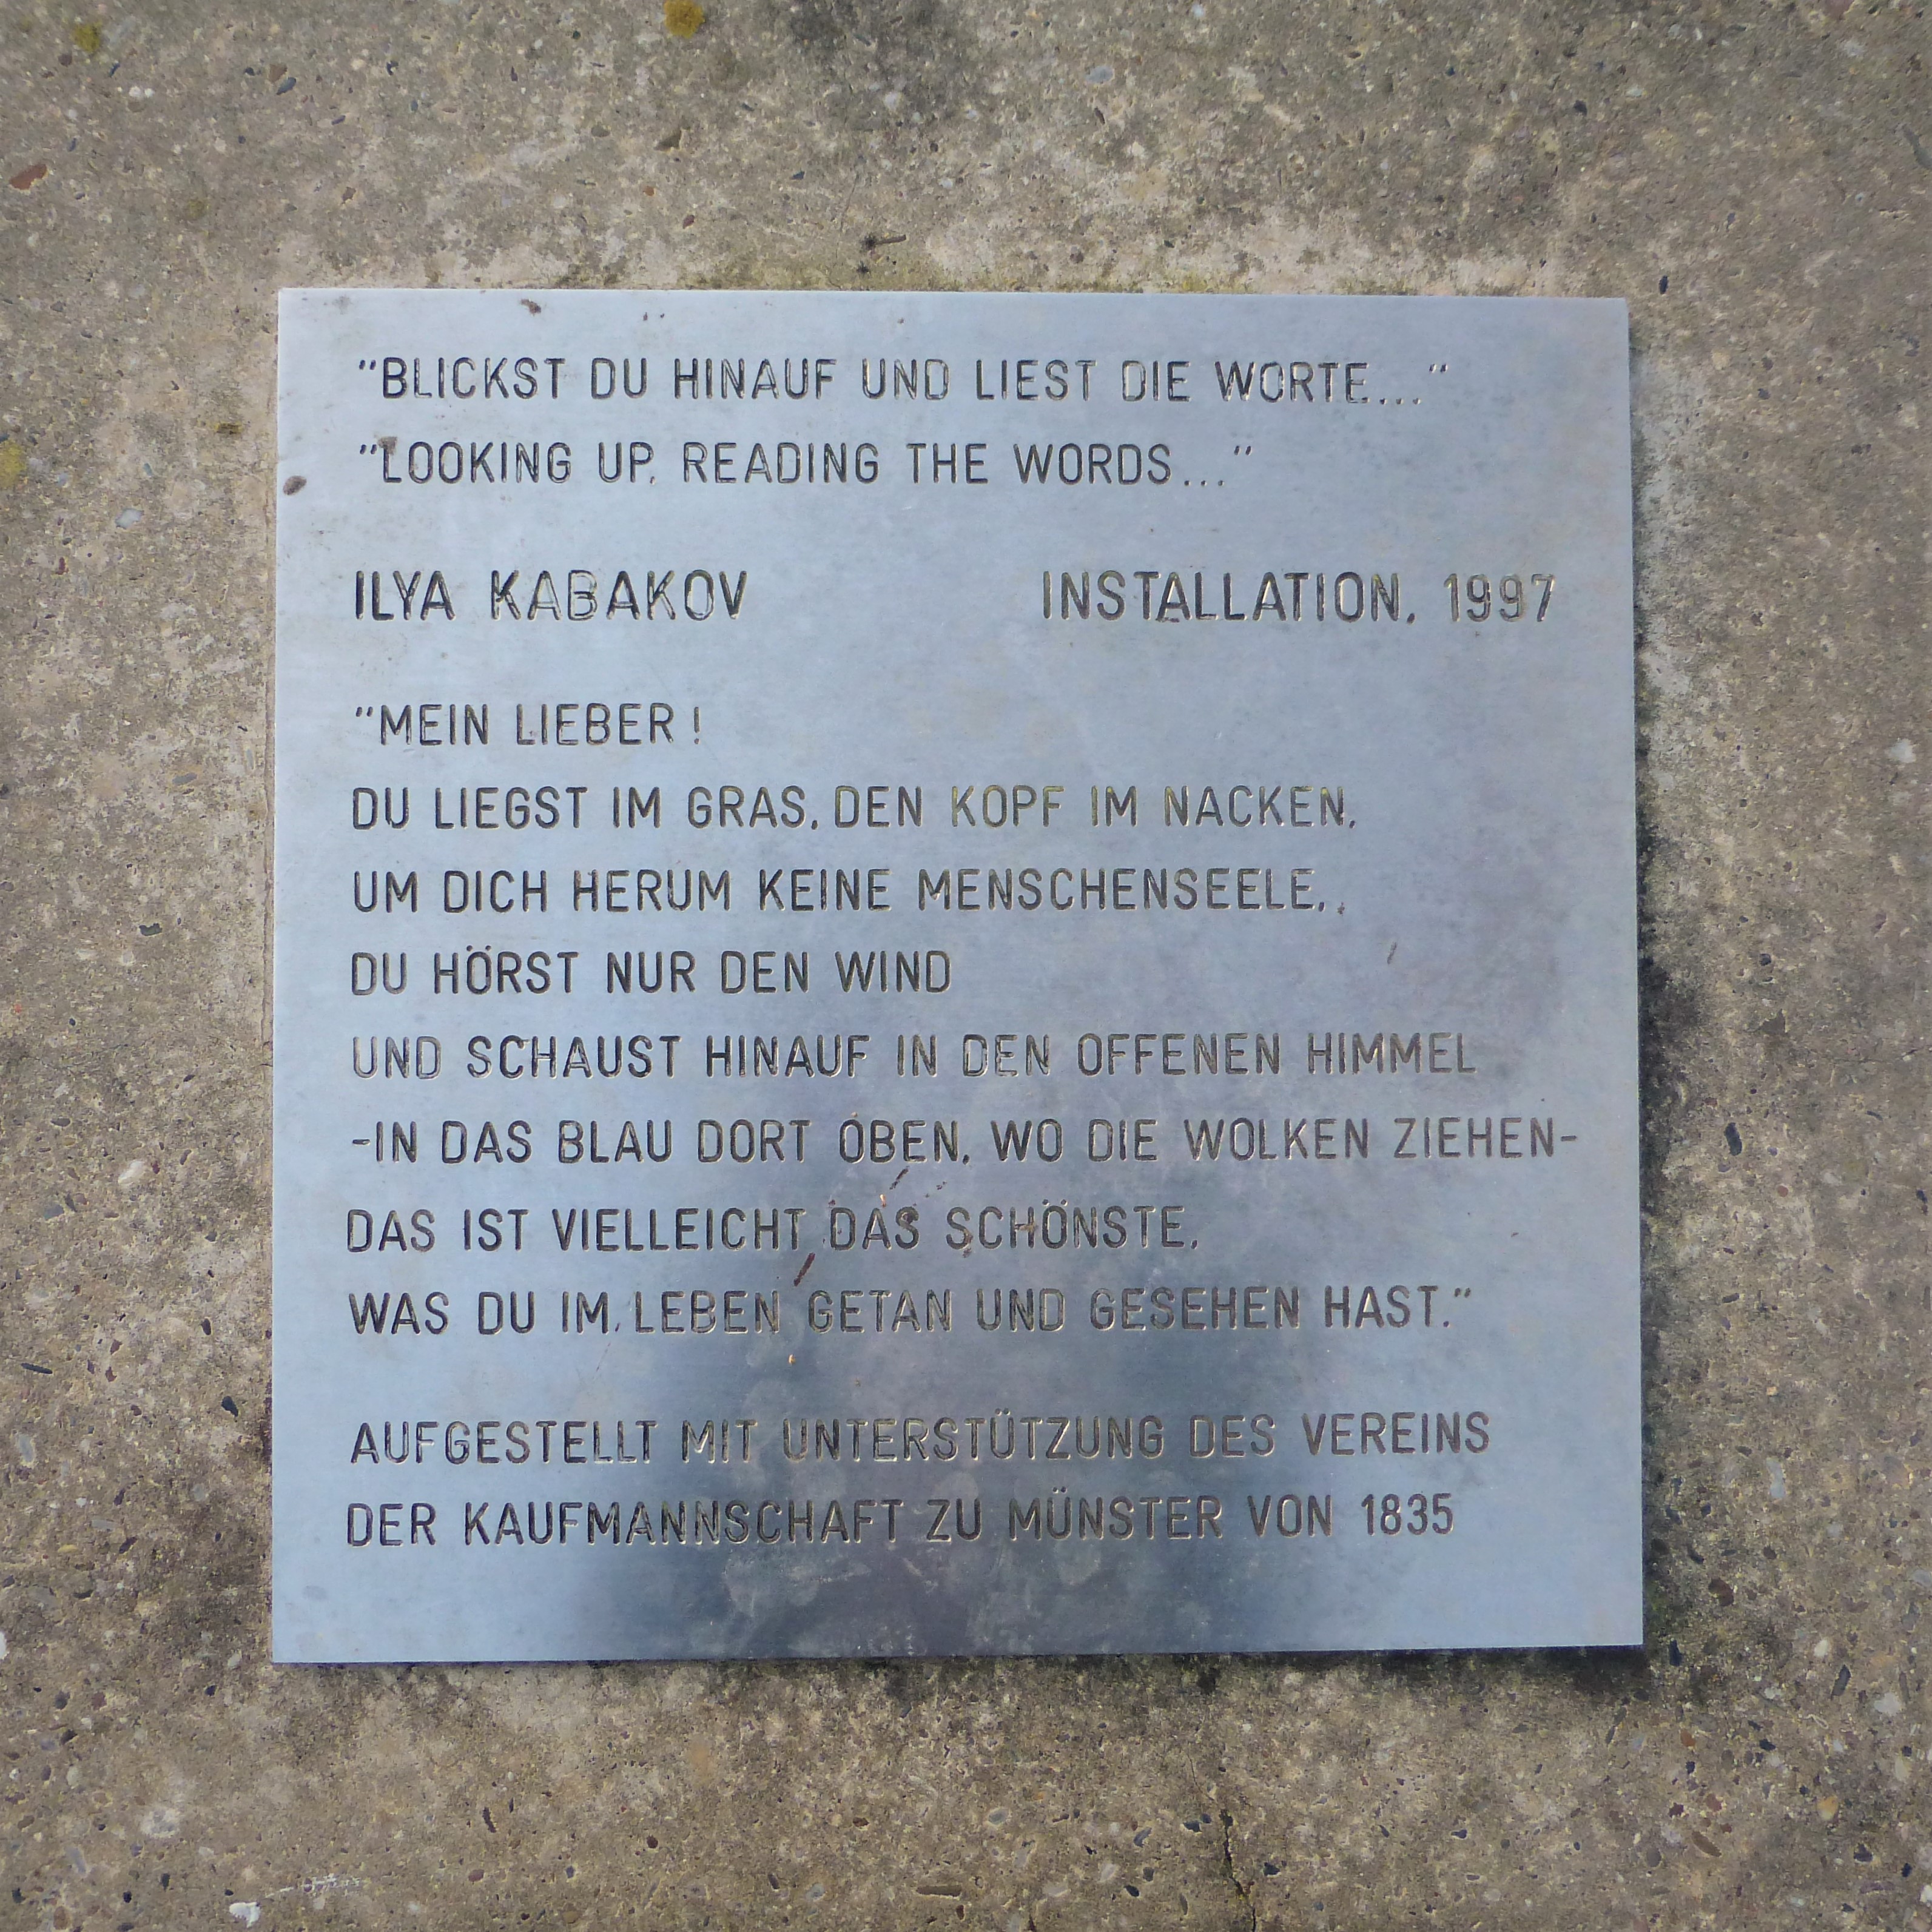 "BLICKST DU HINAUF UND LIEST DIE WORTE..."
"LOOKING UP, READING THE WORDS..."
ILYA KABAKOV INSTALLATION, 1997
"MEIN LIEBER!
DU LIEGST IM GRAS, DEN KOPF IM NACKEN,
UM DICH HERUM KEINE MENSCHENSEELE,
DU HÖRST NUR DEN WIND
UND SCHAUST HINAUF IN DEN OFFENEN HIMMEL
-IN DAS BLAU DORT OBEN, WO DIE WOLKEN ZIEHEN-
DAS IST VIELLEICHT DAS SCHÖNSTE,
WAS DU IM LEBEN GETAN UND GESEHEN HAST."
AUFGESTELLT MIT UNTERSTÜTZUNG DES VEREINS
DER KAUFMANNSCHAFT ZU MÜNSTER VON 1835